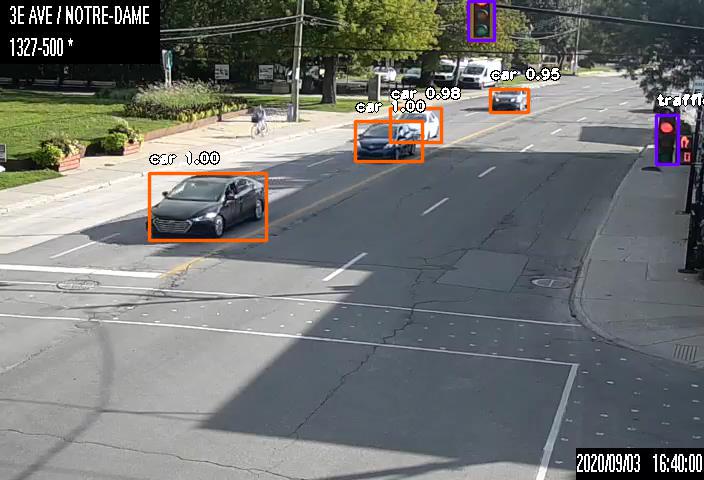 3E AVE / NOTRE-DAME
1327-500 *
car 0.95
car 0.98
car 1.00
traffi
car 1.00
2020/09/03 16:40:00